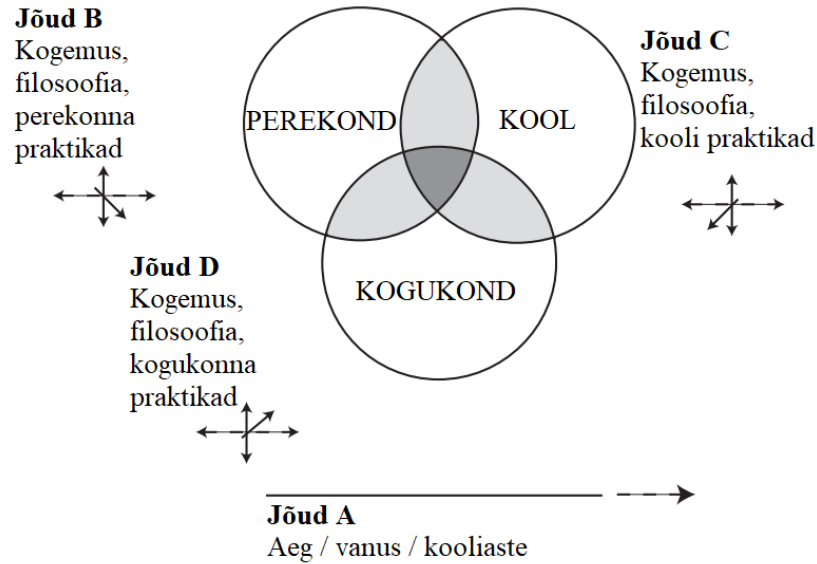 Jõud B
Kogemus,
filosoofia,
perekonna
praktikad
PEREKOND
KOOL
Jõud C
Kogemus,
filosoofia,
kooli praktikad
KOGUKOND
Jõud D
Kogemus,
filosoofia,
kogukonna
praktikad
Jõud A
Aeg / vanus / kooliaste